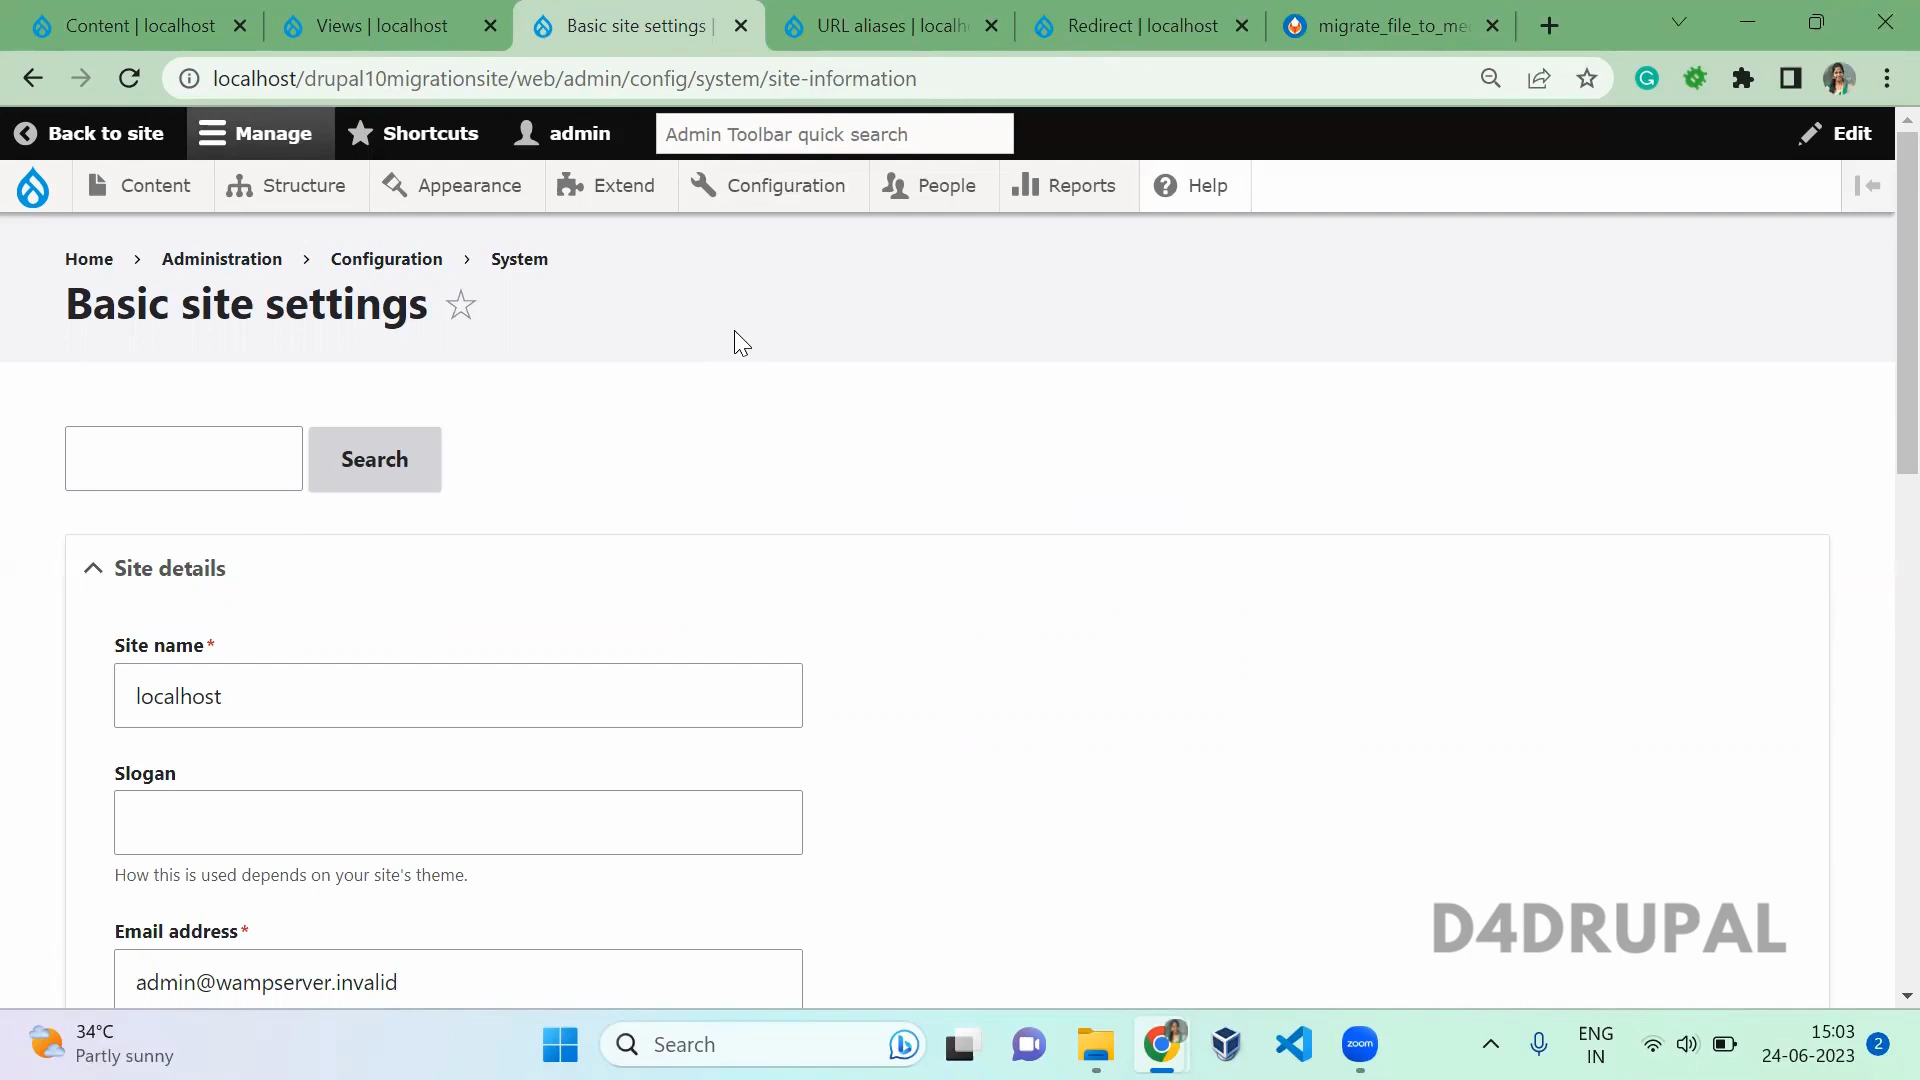 Content | localhost
Views | localhost
Basic site settings |
URL aliases | localh
Redirect | localhost
migrate_file_to_me
localhost/drupal10migrationsite/web/admin/config/system/site-information
Back to site
Manage
Shortcuts
admin
Admin Toolbar quick search
Edit
Content
Structure
Appearance
Extend
Configuration
People
Reports
Help
Home > Administration > Configuration > System
Basic site settings
Search
Site details
Site name*
localhost
Slogan
How this is used depends on your site's theme.
Email address*
admin@wampserver.invalid
D4DRUPAL
34°C
Partly sunny
Search
zoom
ENG
IN
15:03
24-06-2023
2